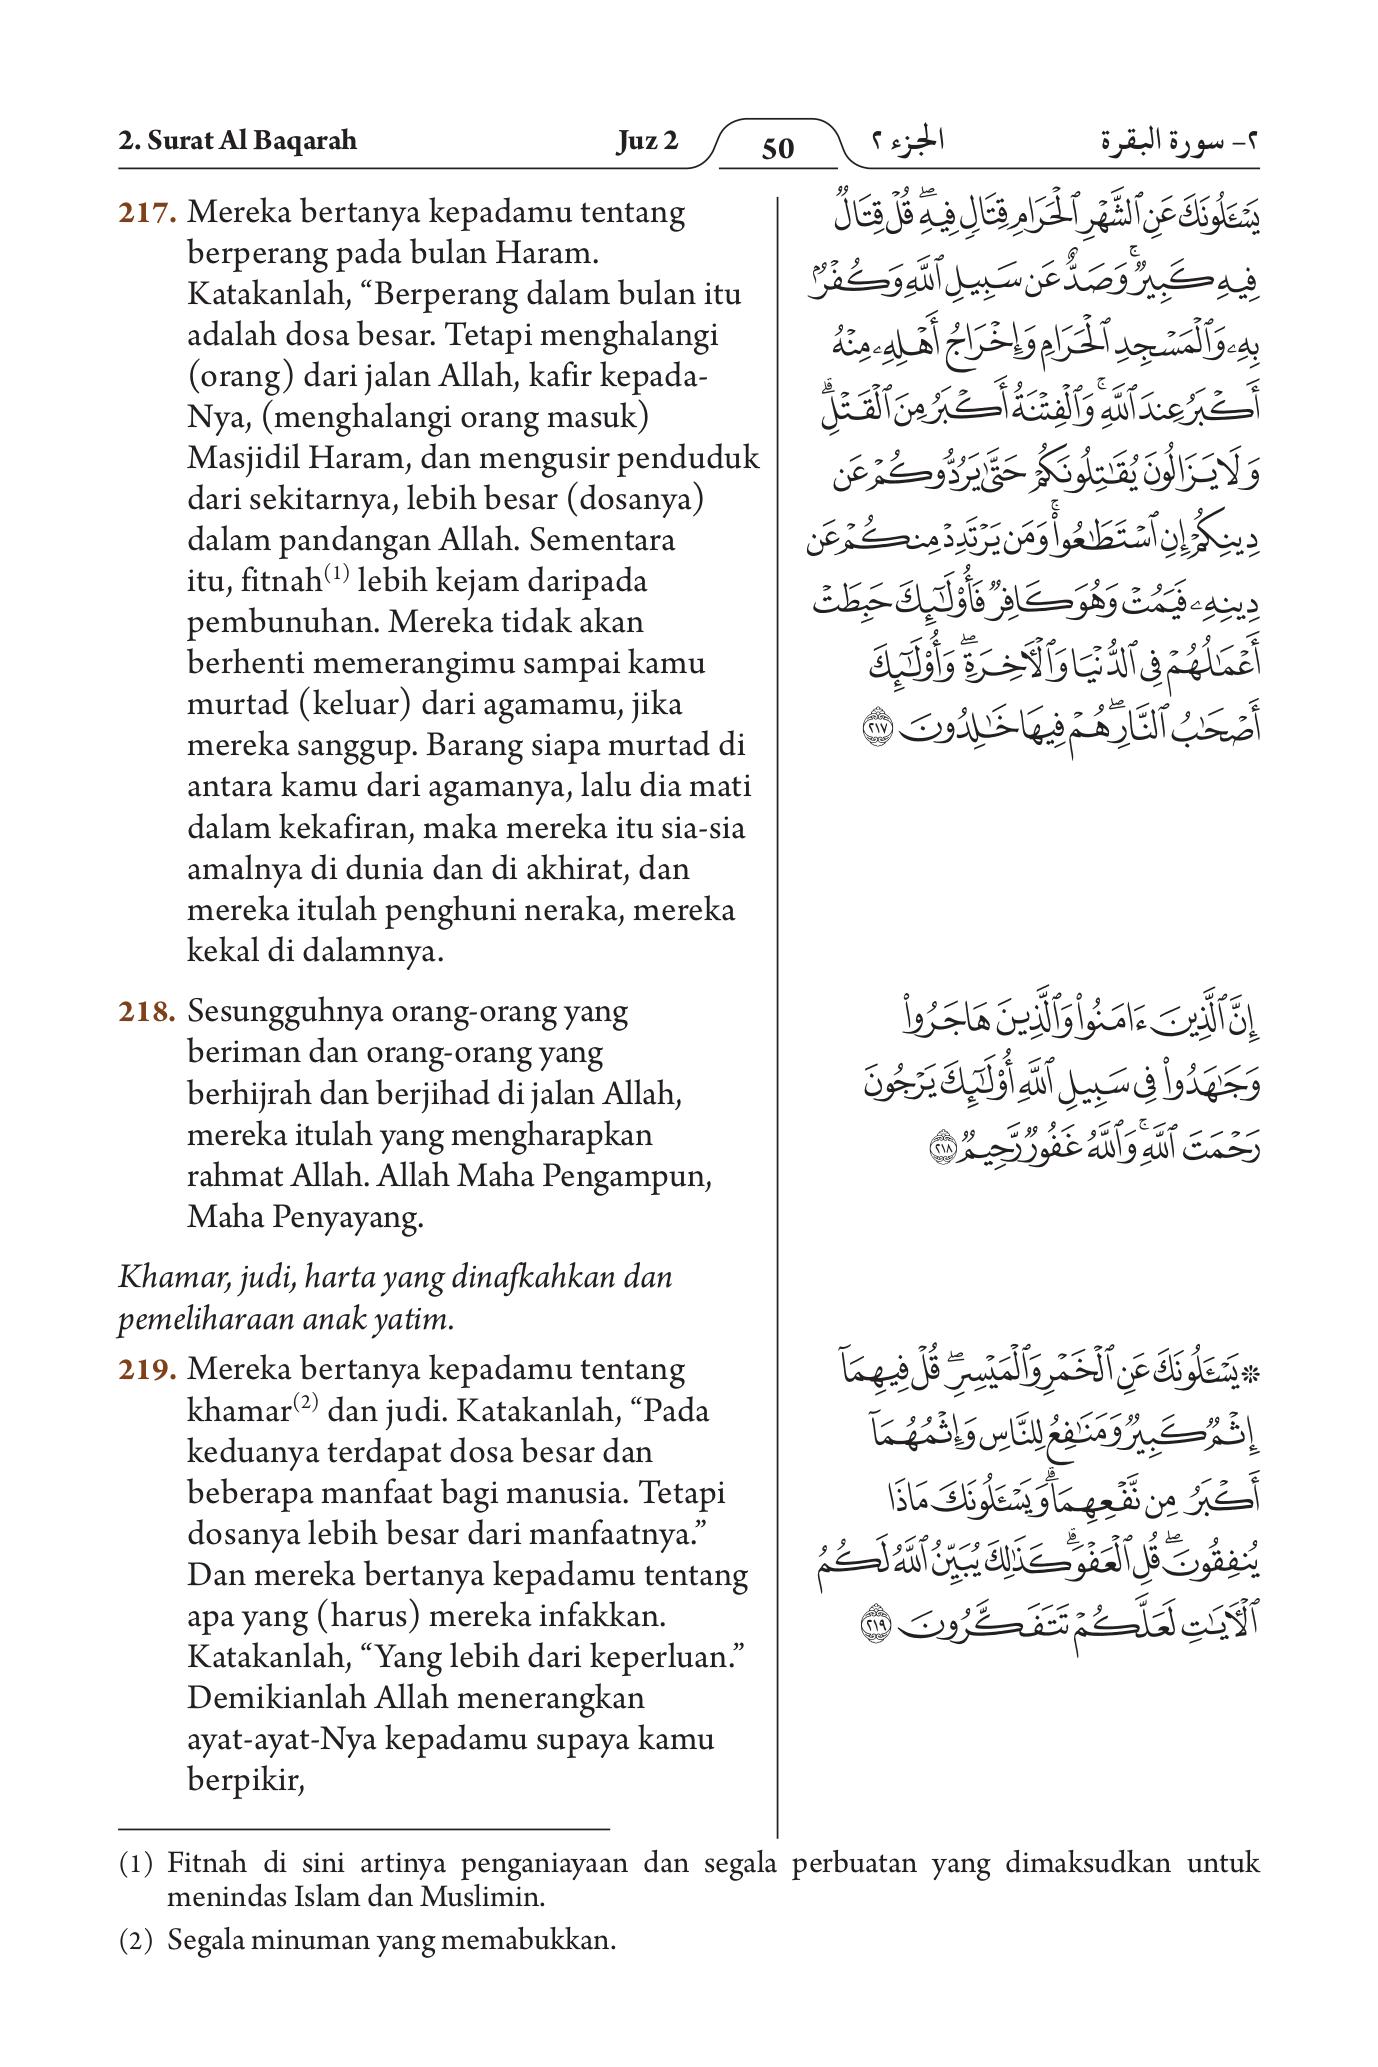 2. Surat Al Baqarah
Juz 2
50
الجزء ٢
٢- سورة البقرة
217. Mereka bertanya kepadamu tentang
berperang pada bulan Haram.
Katakanlah, “Berperang dalam bulan itu
adalah dosa besar. Tetapi menghalangi
(orang) dari jalan Allah, kafir kepada-
Nya, (menghalangi orang masuk)
Masjidil Haram, dan mengusir penduduk
dari sekitarnya, lebih besar (dosanya)
dalam pandangan Allah. Sementara
itu, fitnah(1) lebih kejam daripada
pembunuhan. Mereka tidak akan
berhenti memerangimu sampai kamu
murtad (keluar) dari agamamu, jika
mereka sanggup. Barang siapa murtad di
antara kamu dari agamanya, lalu dia mati
dalam kekafiran, maka mereka itu sia-sia
amalnya di dunia dan di akhirat, dan
mereka itulah penghuni neraka, mereka
kekal di dalamnya.
218. Sesungguhnya orang-orang yang
beriman dan orang-orang yang
berhijrah dan berjihad di jalan Allah,
mereka itulah yang mengharapkan
rahmat Allah. Allah Maha Pengampun,
Maha Penyayang.
Khamar, judi, harta yang dinafkahkan dan
pemeliharaan anak yatim.
219. Mereka bertanya kepadamu tentang
khamar(2) dan judi. Katakanlah, “Pada
keduanya terdapat dosa besar dan
beberapa manfaat bagi manusia. Tetapi
dosanya lebih besar dari manfaatnya.”
Dan mereka bertanya kepadamu tentang
apa yang (harus) mereka infakkan.
Katakanlah, “Yang lebih dari keperluan.”
Demikianlah Allah menerangkan
ayat-ayat-Nya kepadamu supaya kamu
berpikir,
يَسْـَٔلُونَكَ عَنِ ٱلشَّهْرِ ٱلْحَرَامِ قِتَالٍ فِيهِ ۖ قُلْ قِتَالٌ
فِيهِ كَبِيرٌ ۚ وَصَدٌّ عَن سَبِيلِ ٱللَّهِ وَكُفْرٌۢ
بِهِۦ وَٱلْمَسْجِدِ ٱلْحَرَامِ وَإِخْرَاجُ أَهْلِهِۦ مِنْهُ
أَكْبَرُ عِندَ ٱللَّهِ ۚ وَٱلْفِتْنَةُ أَكْبَرُ مِنَ ٱلْقَتْلِ ۗ
وَلَا يَزَالُونَ يُقَـٰتِلُونَكُمْ حَتَّىٰ يَرُدُّوكُمْ عَن
دِينِكُمْ إِنِ ٱسْتَطَـٰعُوا۟ ۚ وَمَن يَرْتَدِدْ مِنكُمْ عَن
دِينِهِۦ فَيَمُتْ وَهُوَ كَافِرٌ فَأُو۟لَـٰٓئِكَ حَبِطَتْ
أَعْمَـٰلُهُمْ فِى ٱلدُّنْيَا وَٱلْـَٔاخِرَةِ ۖ وَأُو۟لَـٰٓئِكَ
أَصْحَـٰبُ ٱلنَّارِ ۖ هُمْ فِيهَا خَـٰلِدُونَ ٢١٧
إِنَّ ٱلَّذِينَ ءَامَنُوا۟ وَٱلَّذِينَ هَاجَرُوا۟
وَجَـٰهَدُوا۟ فِى سَبِيلِ ٱللَّهِ أُو۟لَـٰٓئِكَ يَرْجُونَ
رَحْمَتَ ٱللَّهِ ۚ وَٱللَّهُ غَفُورٌ رَّحِيمٌ ٢١٨
۞ يَسْـَٔلُونَكَ عَنِ ٱلْخَمْرِ وَٱلْمَيْسِرِ ۖ قُلْ فِيهِمَآ
إِثْمٌ كَبِيرٌ وَمَنَـٰفِعُ لِلنَّاسِ وَإِثْمُهُمَآ
أَكْبَرُ مِن نَّفْعِهِمَا ۗ وَيَسْـَٔلُونَكَ مَاذَا
يُنفِقُونَ ۖ قُلِ ٱلْعَفْوَ ۗ كَذَٰلِكَ يُبَيِّنُ ٱللَّهُ لَكُمُ
ٱلْـَٔايَـٰتِ لَعَلَّكُمْ تَتَفَكَّرُونَ ٢١٩
(1) Fitnah di sini artinya penganiayaan dan segala perbuatan yang dimaksudkan untuk
menindas Islam dan Muslimin.
(2) Segala minuman yang memabukkan.